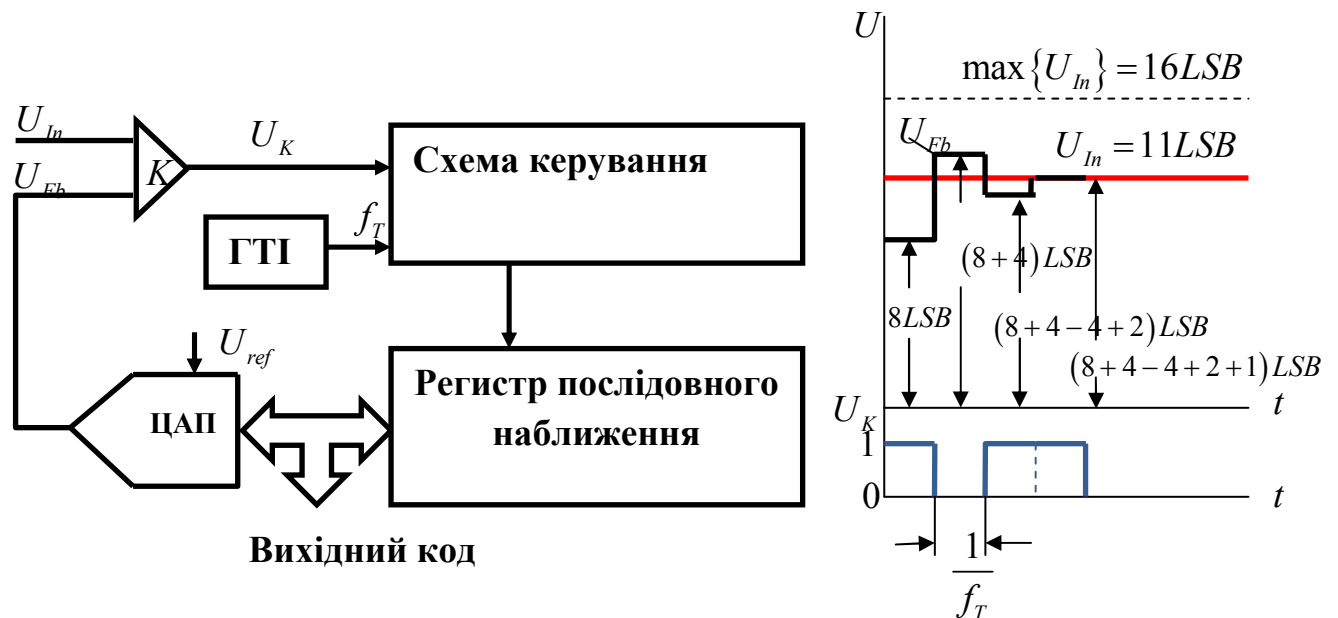 U_In
U_Fb
K
U_K
Схема керування
ГТІ
f_T
U_ref
ЦАП
Регистр послідовного
наближення
Вихідний код
U
max{U_In} = 16LSB
U_Fb
U_In = 11LSB
(8+4)LSB
8LSB
(8+4−4+2)LSB
(8+4−4+2+1)LSB
t
U_K
1
0
t
1
f_T